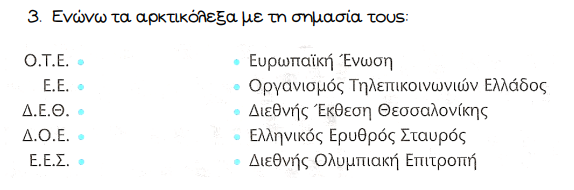 3. Ενώνω τα αρκτικόλεξα με τη σημασία τους:
Ο.Τ.Ε. • • Ευρωπαϊκή Ένωση
Ε.Ε. • • Οργανισμός Τηλεπικοινωνιών Ελλάδος
Δ.Ε.Θ. • • Διεθνής Έκθεση Θεσσαλονίκης
Δ.Ο.Ε. • • Ελληνικός Ερυθρός Σταυρός
Ε.Ε.Σ. • • Διεθνής Ολυμπιακή Επιτροπή